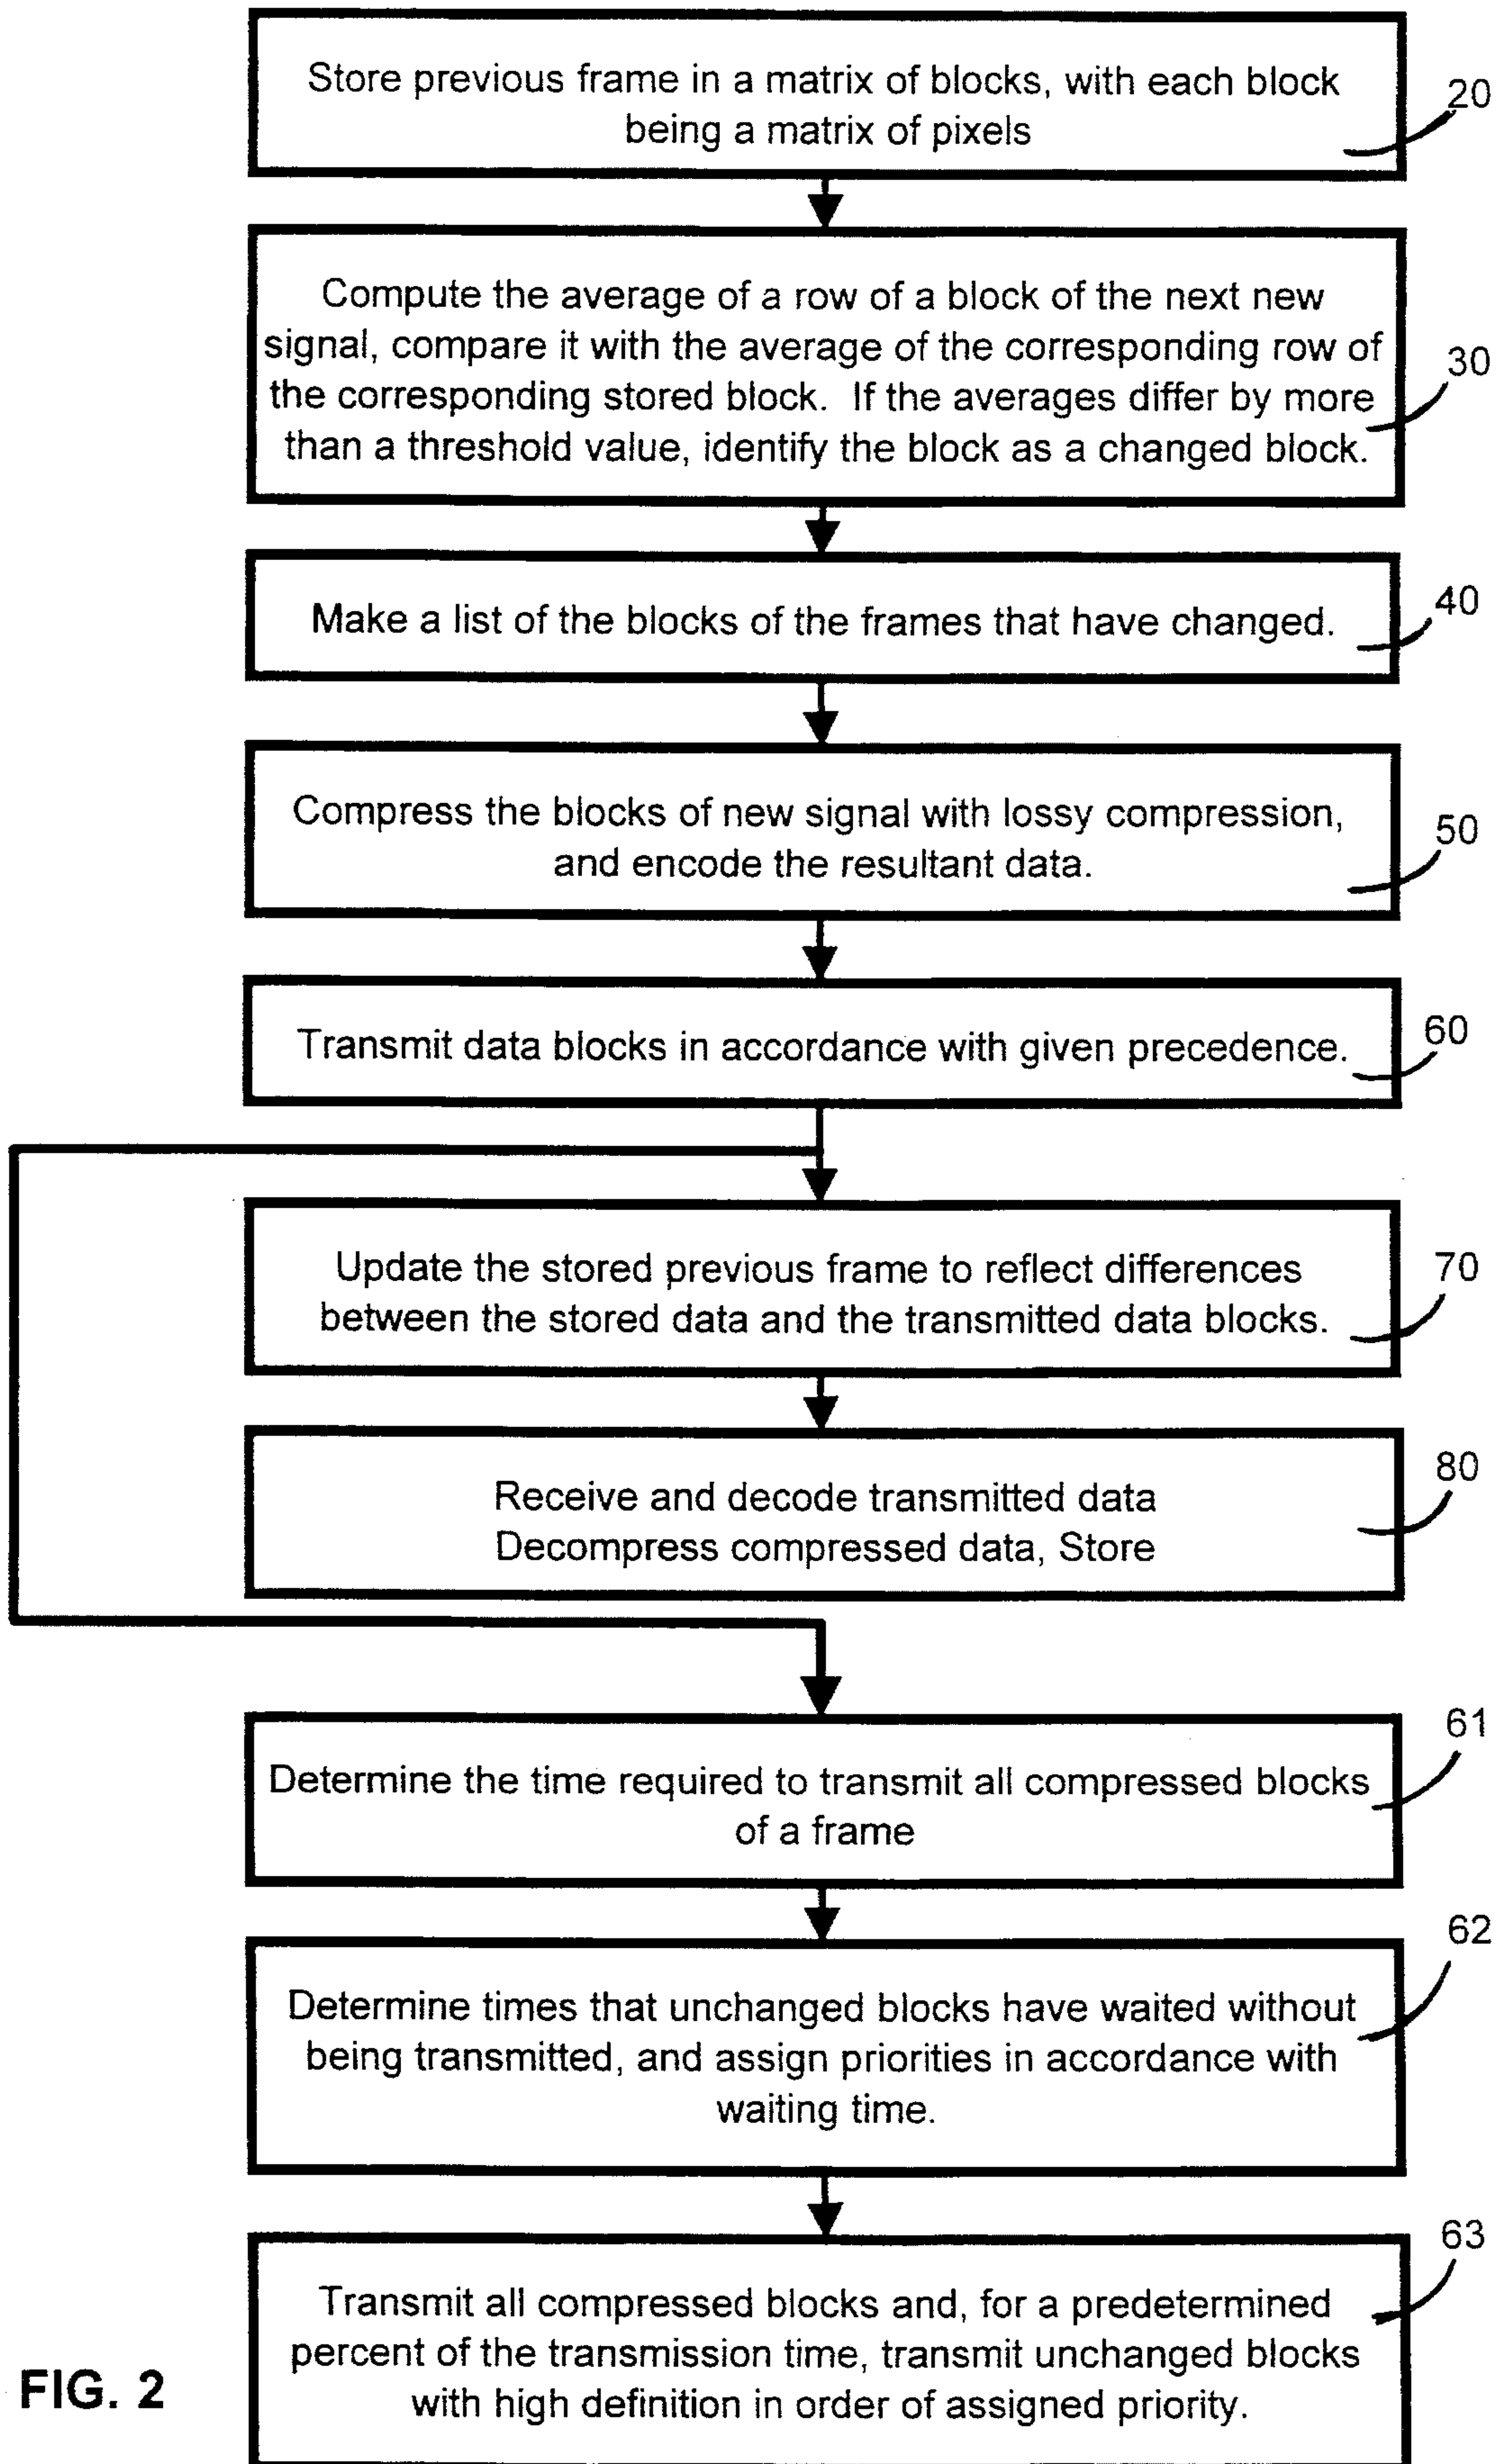 Store previous frame in a matrix of blocks, with each block
being a matrix of pixels
20
Compute the average of a row of a block of the next new
signal, compare it with the average of the corresponding row of
the corresponding stored block. If the averages differ by more
than a threshold value, identify the block as a changed block.
30
Make a list of the blocks of the frames that have changed.
40
Compress the blocks of new signal with lossy compression,
and encode the resultant data.
50
Transmit data blocks in accordance with given precedence.
60
Update the stored previous frame to reflect differences
between the stored data and the transmitted data blocks.
70
Receive and decode transmitted data
Decompress compressed data, Store
80
Determine the time required to transmit all compressed blocks
of a frame
61
Determine times that unchanged blocks have waited without
being transmitted, and assign priorities in accordance with
waiting time.
62
Transmit all compressed blocks and, for a predetermined
percent of the transmission time, transmit unchanged blocks
with high definition in order of assigned priority.
63
FIG. 2